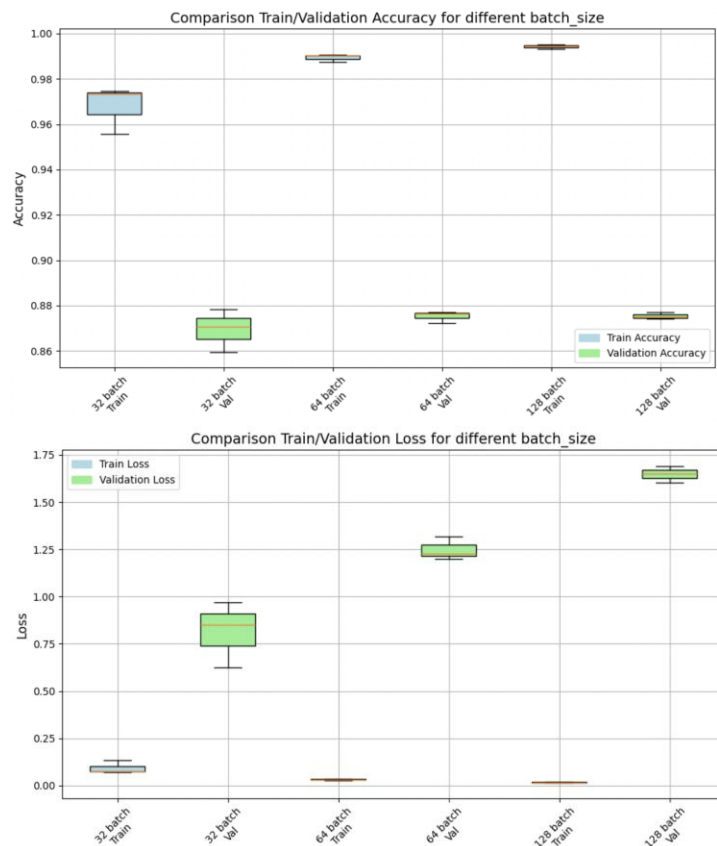 Comparison Train/Validation Accuracy for different batch_size
Accuracy
1.00
0.98
0.96
0.94
0.92
0.90
0.88
0.86
Train Accuracy
Validation Accuracy
32 batch
Train
32 batch
Val
64 batch
Train
64 batch
Val
128 batch
Train
128 batch
Val
Comparison Train/Validation Loss for different batch_size
Loss
1.75
1.50
1.25
1.00
0.75
0.50
0.25
0.00
Train Loss
Validation Loss
32 batch
Train
32 batch
Val
64 batch
Train
64 batch
Val
128 batch
Train
128 batch
Val